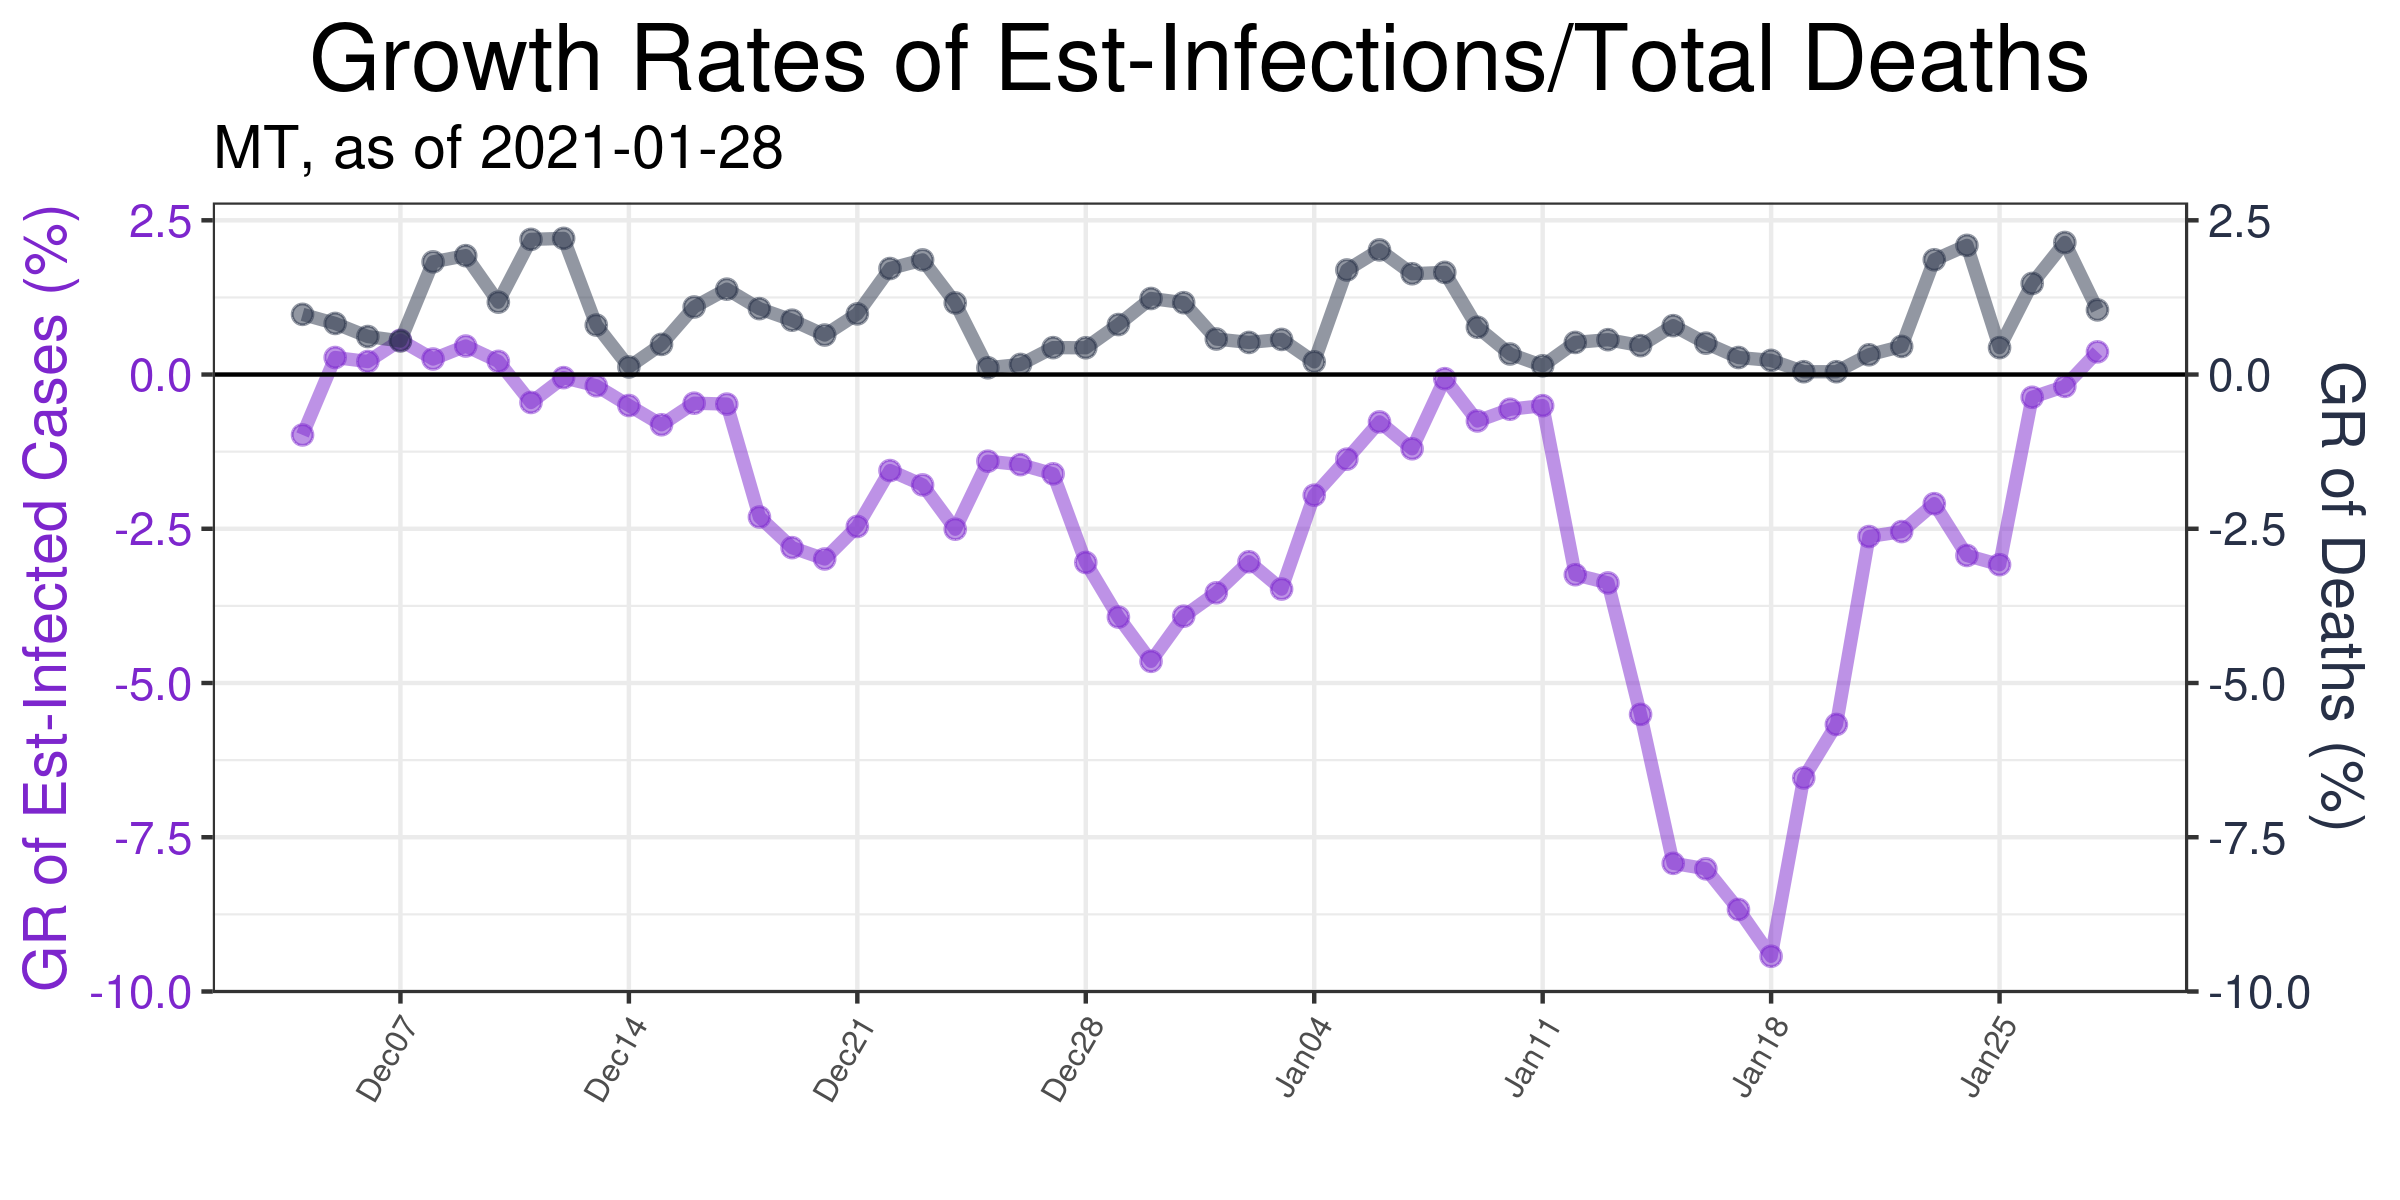 Growth Rates of Est-Infections/Total Deaths
MT, as of 2021-01-28
GR of Est-Infected Cases (%)
2.5
0.0
-2.5
-5.0
-7.5
-10.0
2.5
0.0
-2.5
-5.0
-7.5
-10.0
GR of Deaths (%)
Dec07
Dec14
Dec21
Dec28
Jan04
Jan11
Jan18
Jan25